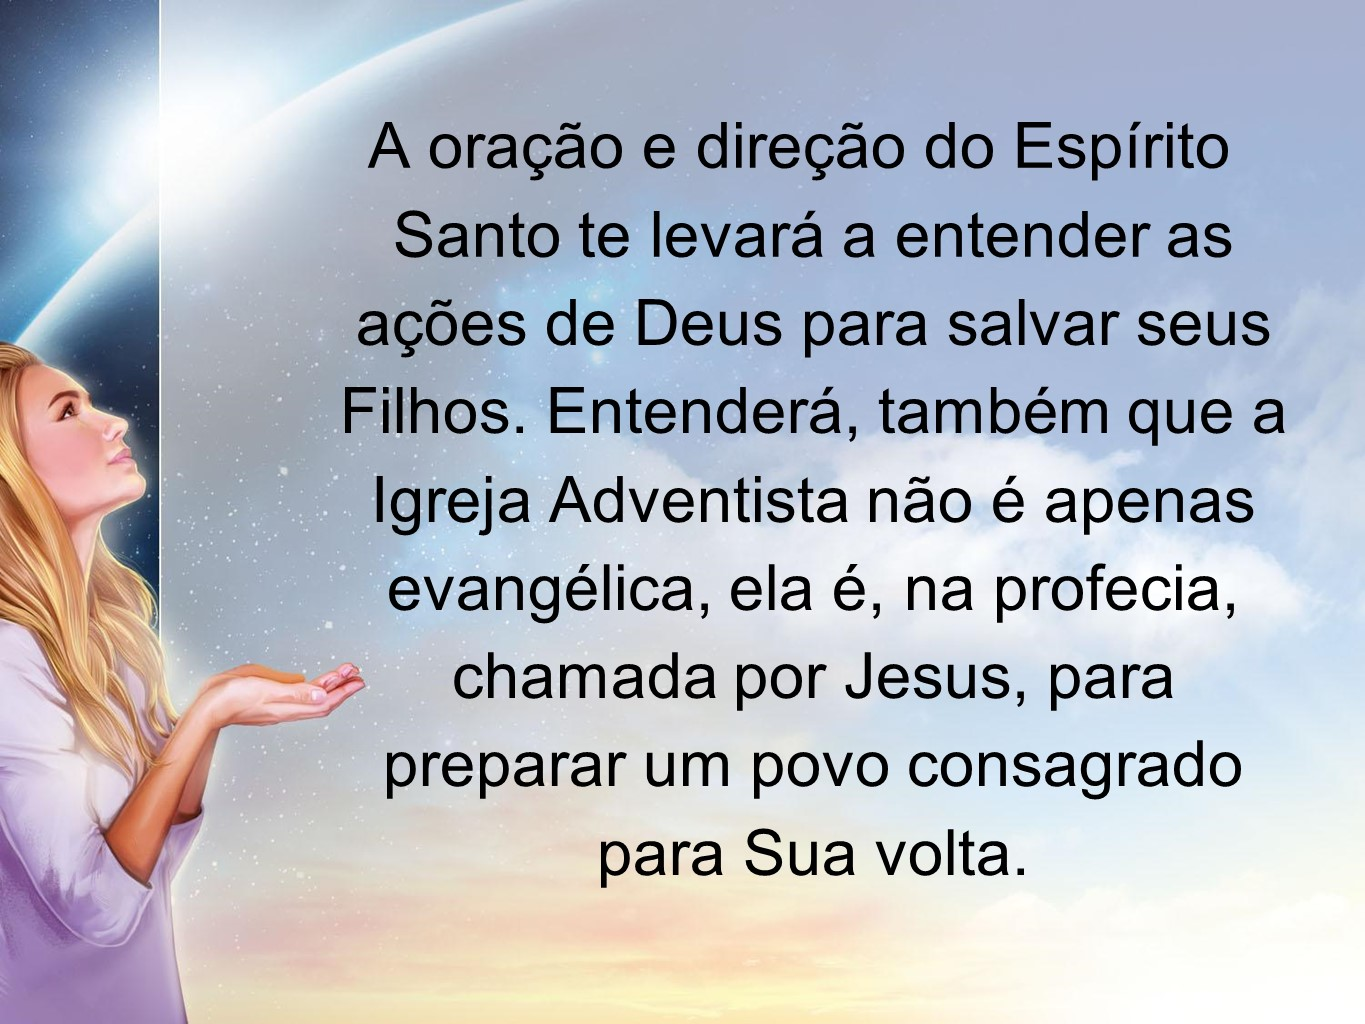 A oração e direção do Espírito
Santo te levará a entender as
ações de Deus para salvar seus
Filhos. Entenderá, também que a
Igreja Adventista não é apenas
evangélica, ela é, na profecia,
chamada por Jesus, para
preparar um povo consagrado
para Sua volta.